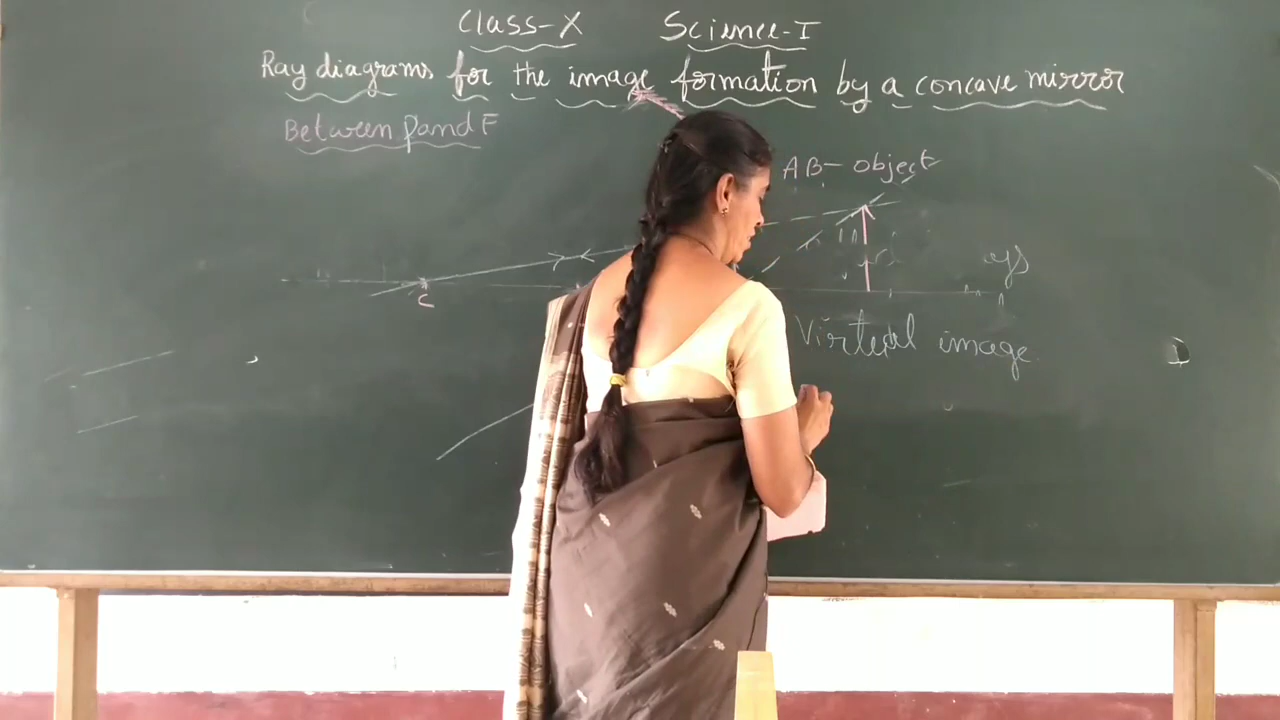 Class-X Science-I
Ray diagrams for the image formation by a concave mirror
Between P and F
AB- Object
C
Virtual image